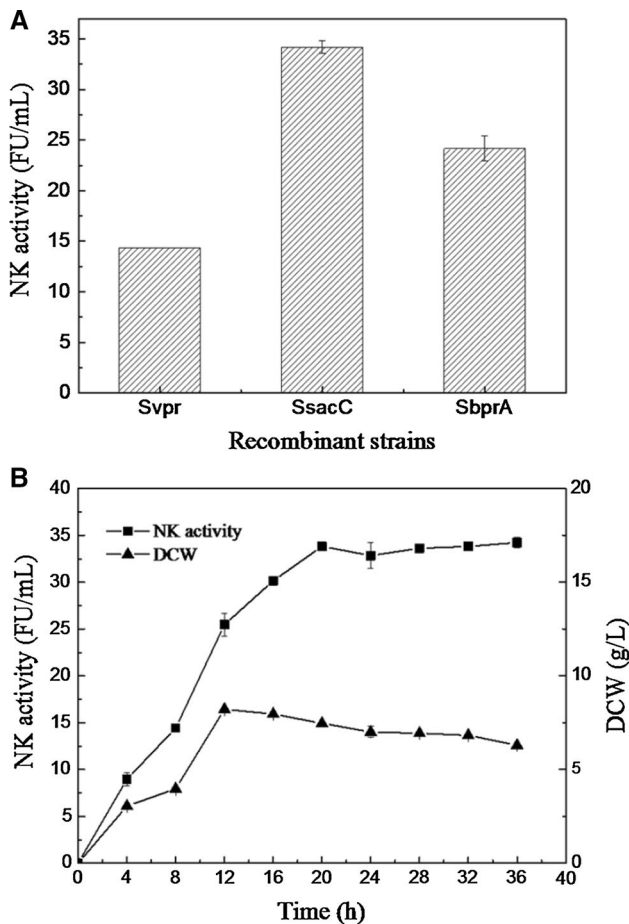 A
NK activity (FU/mL)
35
30
25
20
15
10
5
0
Svpr SsacC SbprA
Recombinant strains
B
NK activity (FU/mL)
40
35
30
25
20
15
10
5
0
NK activity
DCW
20
15
10
5
0
DCW (g/L)
0 4 8 12 16 20 24 28 32 36 40
Time (h)